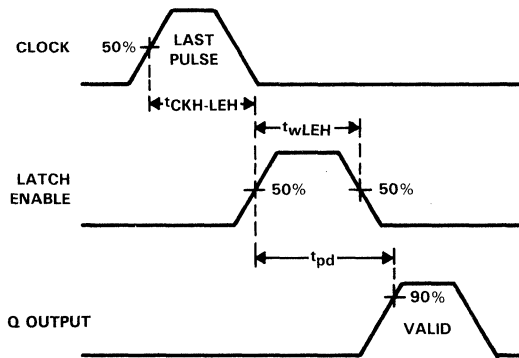 CLOCK
50%
LAST
PULSE
tCKH-LEH
twLEH
LATCH
ENABLE
50%
50%
tpd
90%
Q OUTPUT
VALID